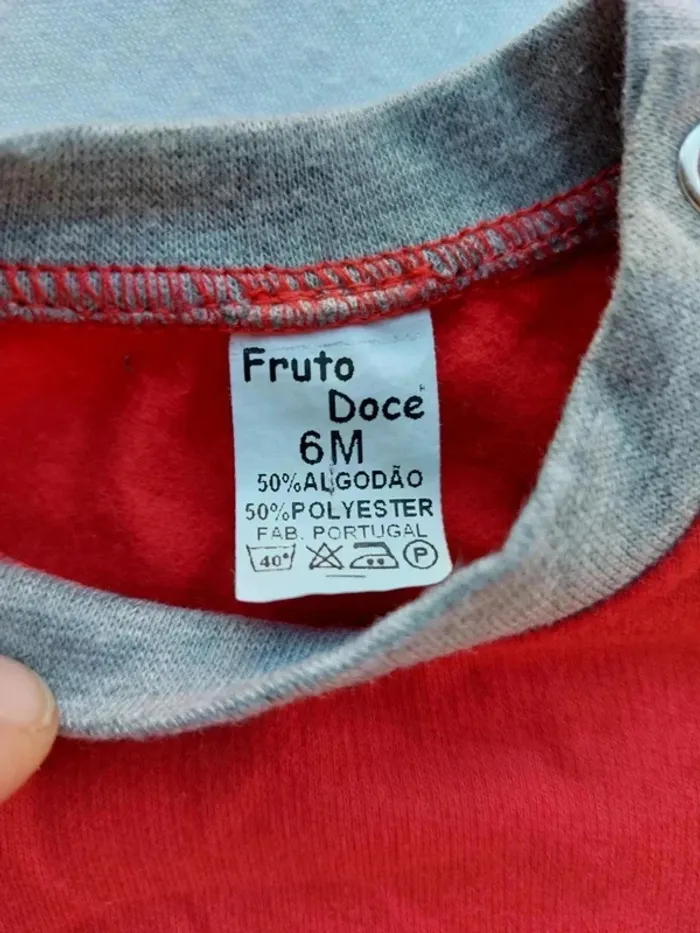 Fruto
Doce
6M
50%ALGODÃO
50%POLYESTER
FAB. PORTUGAL
40° P